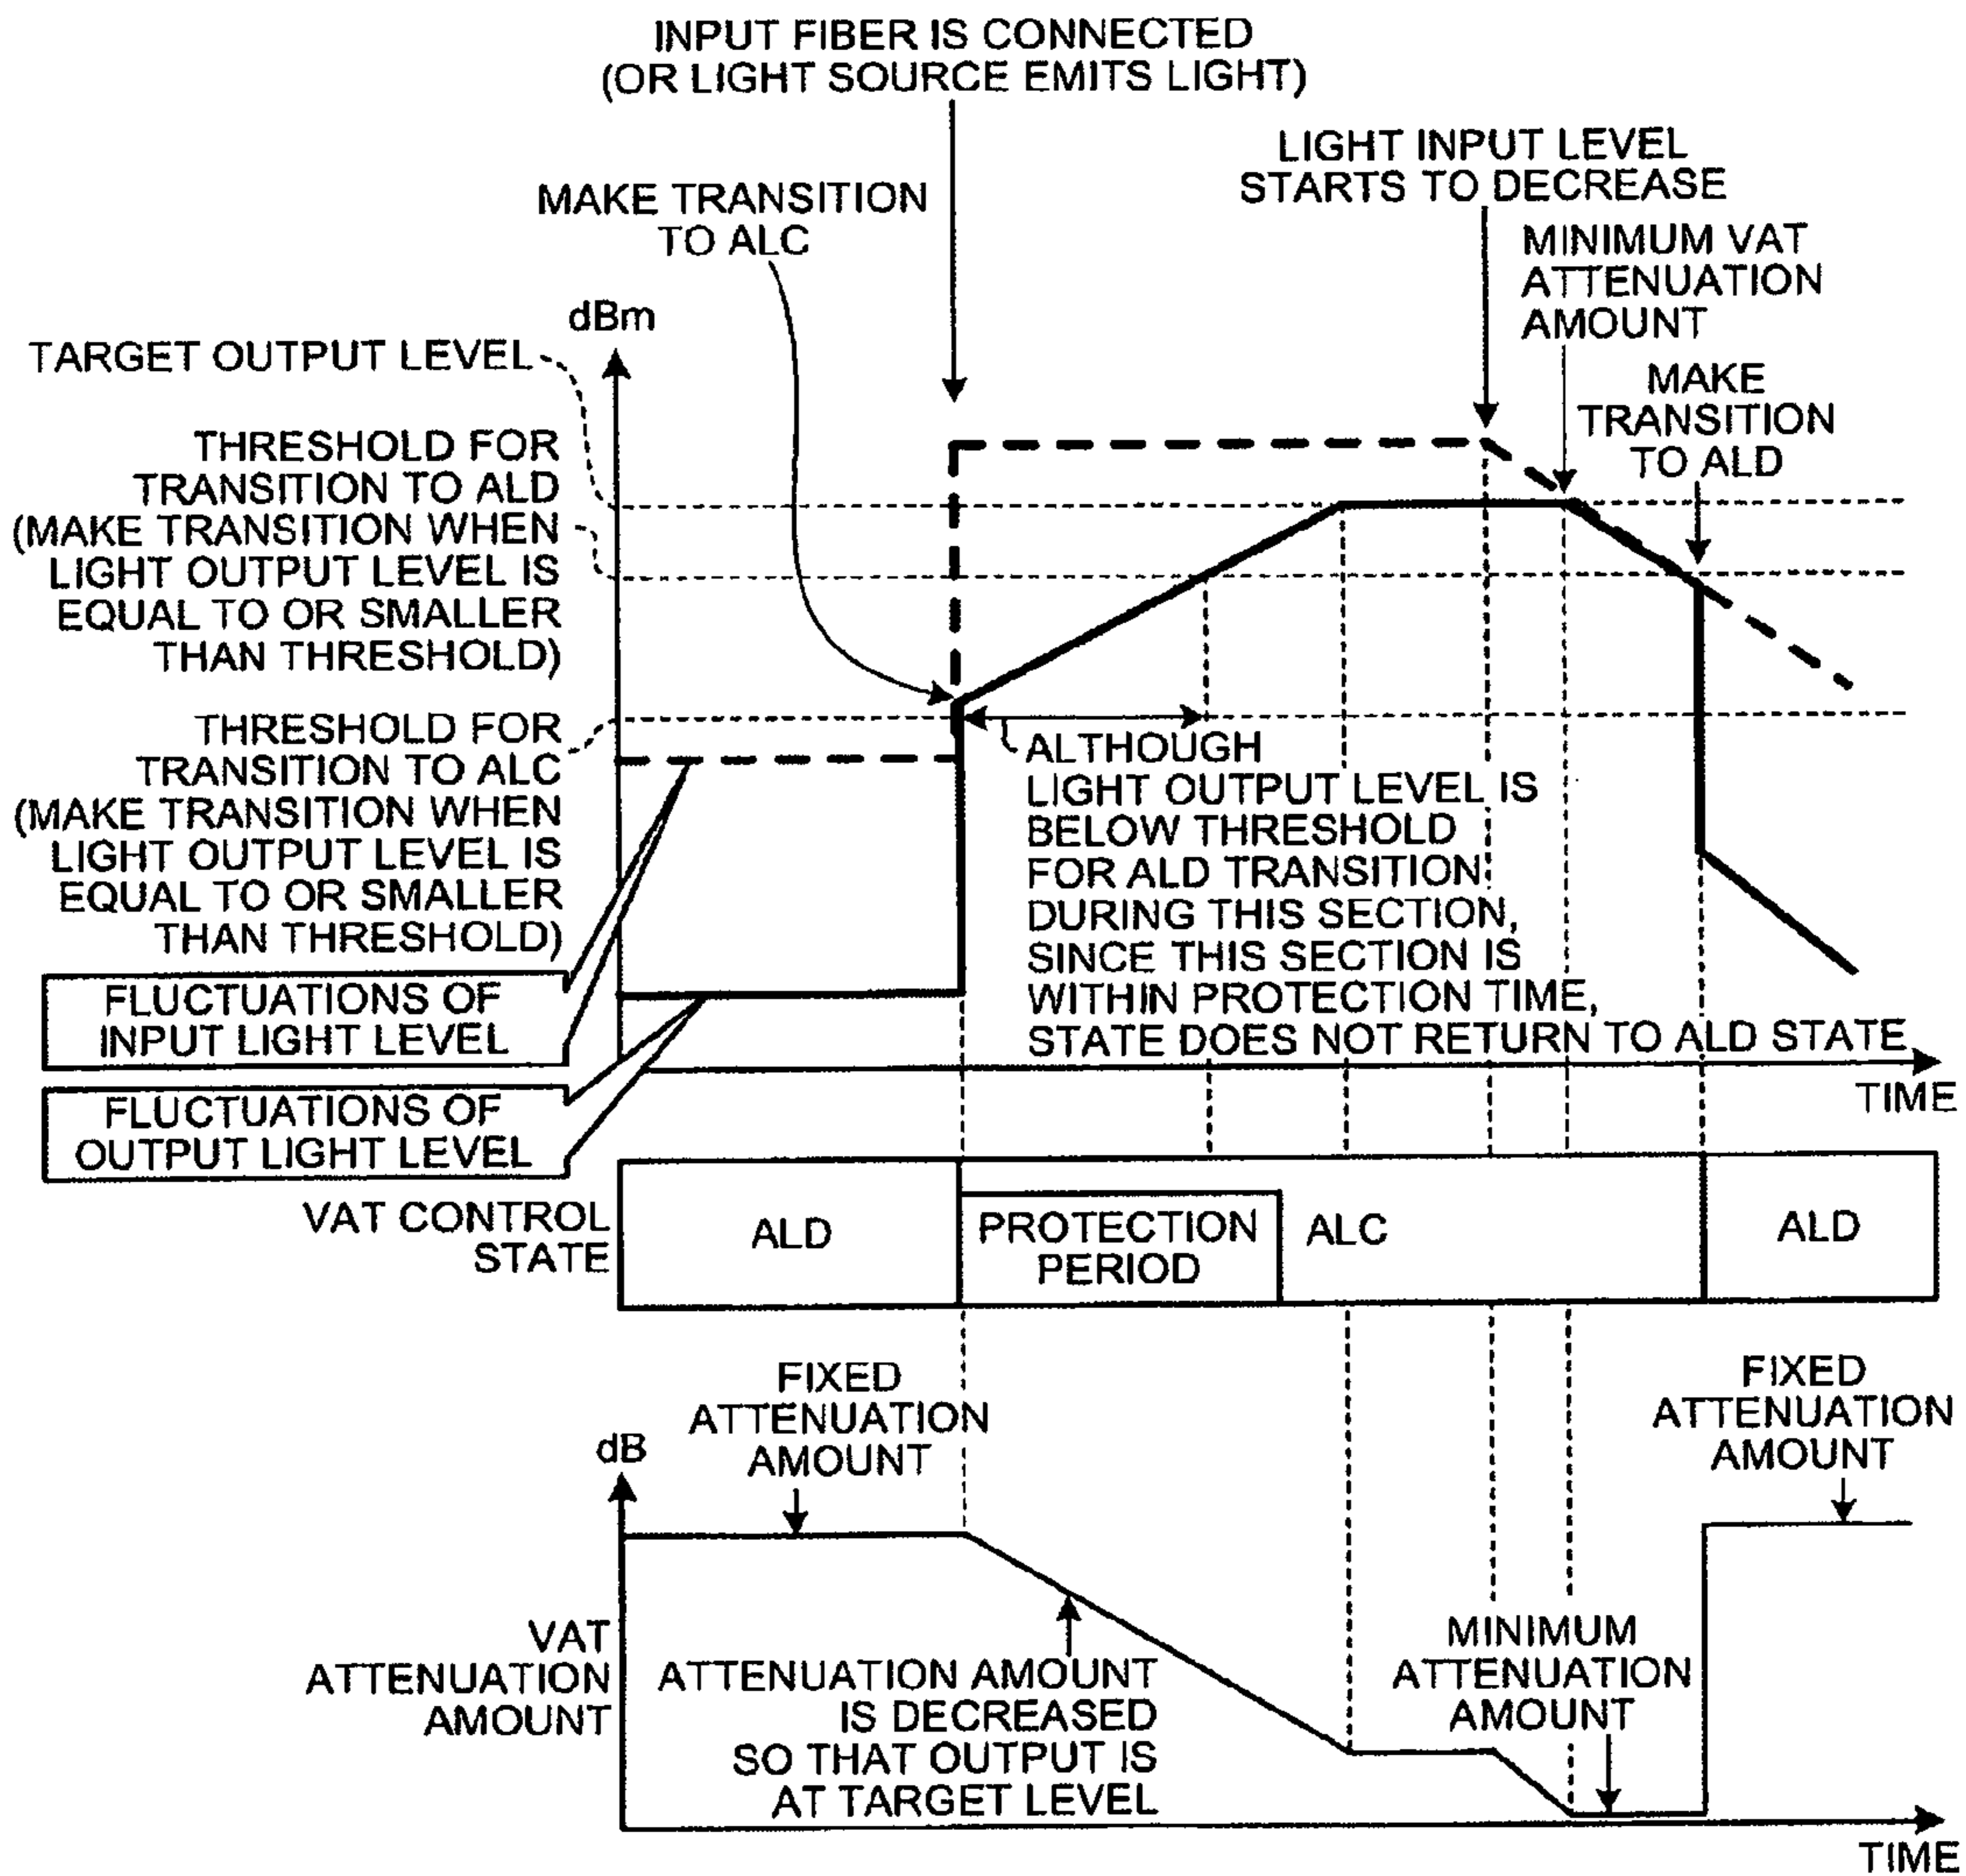 INPUT FIBER IS CONNECTED
(OR LIGHT SOURCE EMITS LIGHT)
LIGHT INPUT LEVEL
STARTS TO DECREASE
MAKE TRANSITION
TO ALC
MINIMUM VAT
ATTENUATION
AMOUNT
MAKE
TRANSITION
TO ALD
dBm
TARGET OUTPUT LEVEL
THRESHOLD FOR
TRANSITION TO ALD
(MAKE TRANSITION WHEN
LIGHT OUTPUT LEVEL IS
EQUAL TO OR SMALLER
THAN THRESHOLD)
THRESHOLD FOR
TRANSITION TO ALC
(MAKE TRANSITION WHEN
LIGHT OUTPUT LEVEL IS
EQUAL TO OR SMALLER
THAN THRESHOLD)
ALTHOUGH
LIGHT OUTPUT LEVEL IS
BELOW THRESHOLD
FOR ALD TRANSITION
DURING THIS SECTION,
SINCE THIS SECTION IS
WITHIN PROTECTION TIME,
STATE DOES NOT RETURN TO ALD STATE
FLUCTUATIONS OF
INPUT LIGHT LEVEL
FLUCTUATIONS OF
OUTPUT LIGHT LEVEL
TIME
VAT CONTROL
STATE
ALD
PROTECTION
PERIOD
ALC
ALD
FIXED
ATTENUATION
AMOUNT
FIXED
ATTENUATION
AMOUNT
dB
VAT
ATTENUATION
AMOUNT
ATTENUATION AMOUNT
IS DECREASED
SO THAT OUTPUT IS
AT TARGET LEVEL
MINIMUM
ATTENUATION
AMOUNT
TIME